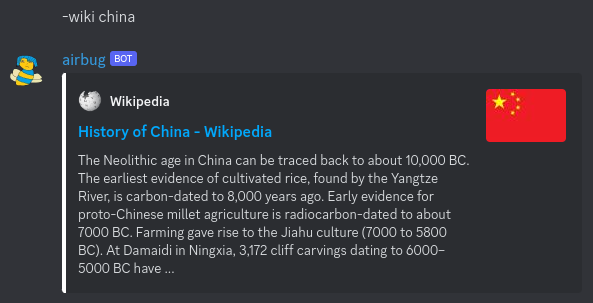 -wiki china
airbug BOT
Wikipedia
History of China - Wikipedia
The Neolithic age in China can be traced back to about 10,000 BC.
The earliest evidence of cultivated rice, found by the Yangtze
River, is carbon-dated to 8,000 years ago. Early evidence for
proto-Chinese millet agriculture is radiocarbon-dated to about
7000 BC. Farming gave rise to the Jiahu culture (7000 to 5800
BC). At Damaidi in Ningxia, 3,172 cliff carvings dating to 6000–
5000 BC have ...